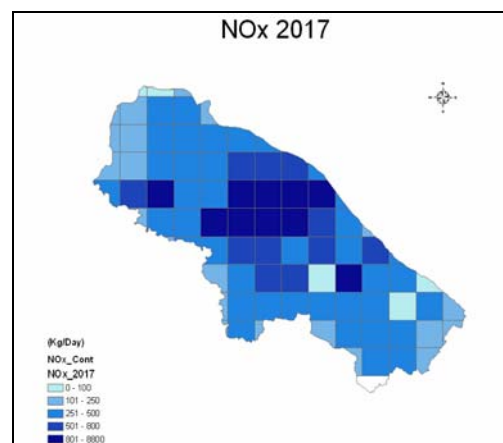 NOx 2017
(Kg/Day)
NOx_Cont
NOx_2017
0 - 100
101 - 250
251 - 500
501 - 800
801 - 8800